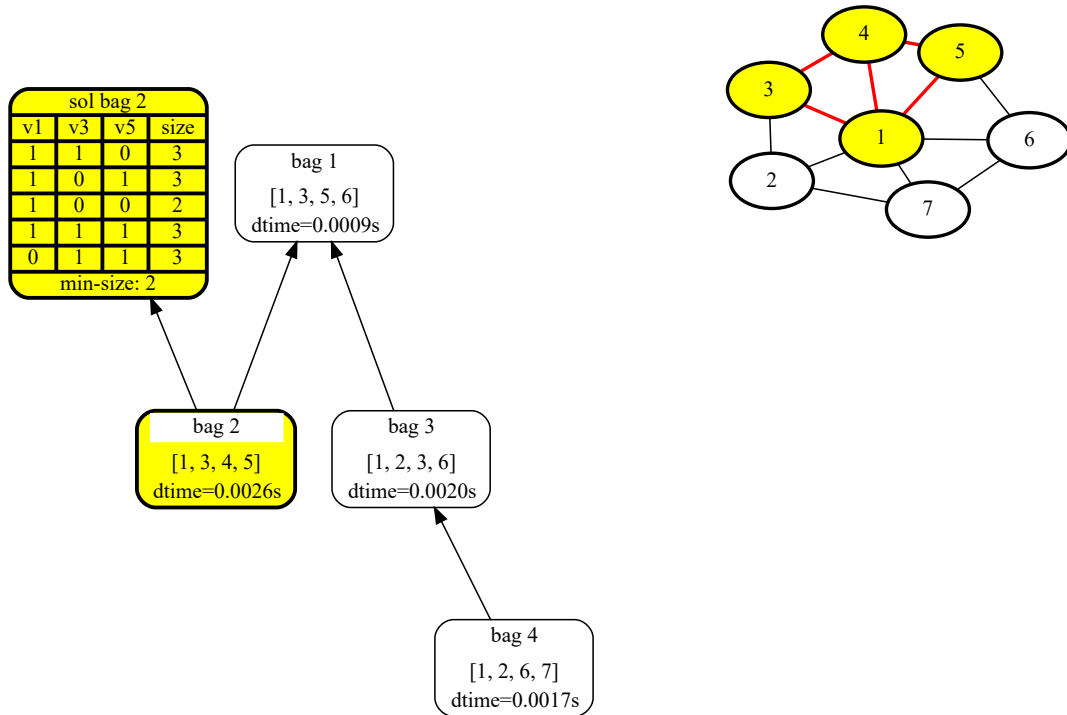 sol bag 2
v1 v3 v5 size
1 1 0 3
1 0 1 3
1 0 0 2
1 1 1 3
0 1 1 3
min-size: 2
bag 1
[1, 3, 5, 6]
dtime=0.0009s
bag 2
[1, 3, 4, 5]
dtime=0.0026s
bag 3
[1, 2, 3, 6]
dtime=0.0020s
bag 4
[1, 2, 6, 7]
dtime=0.0017s
4
5
3
1
6
2
7